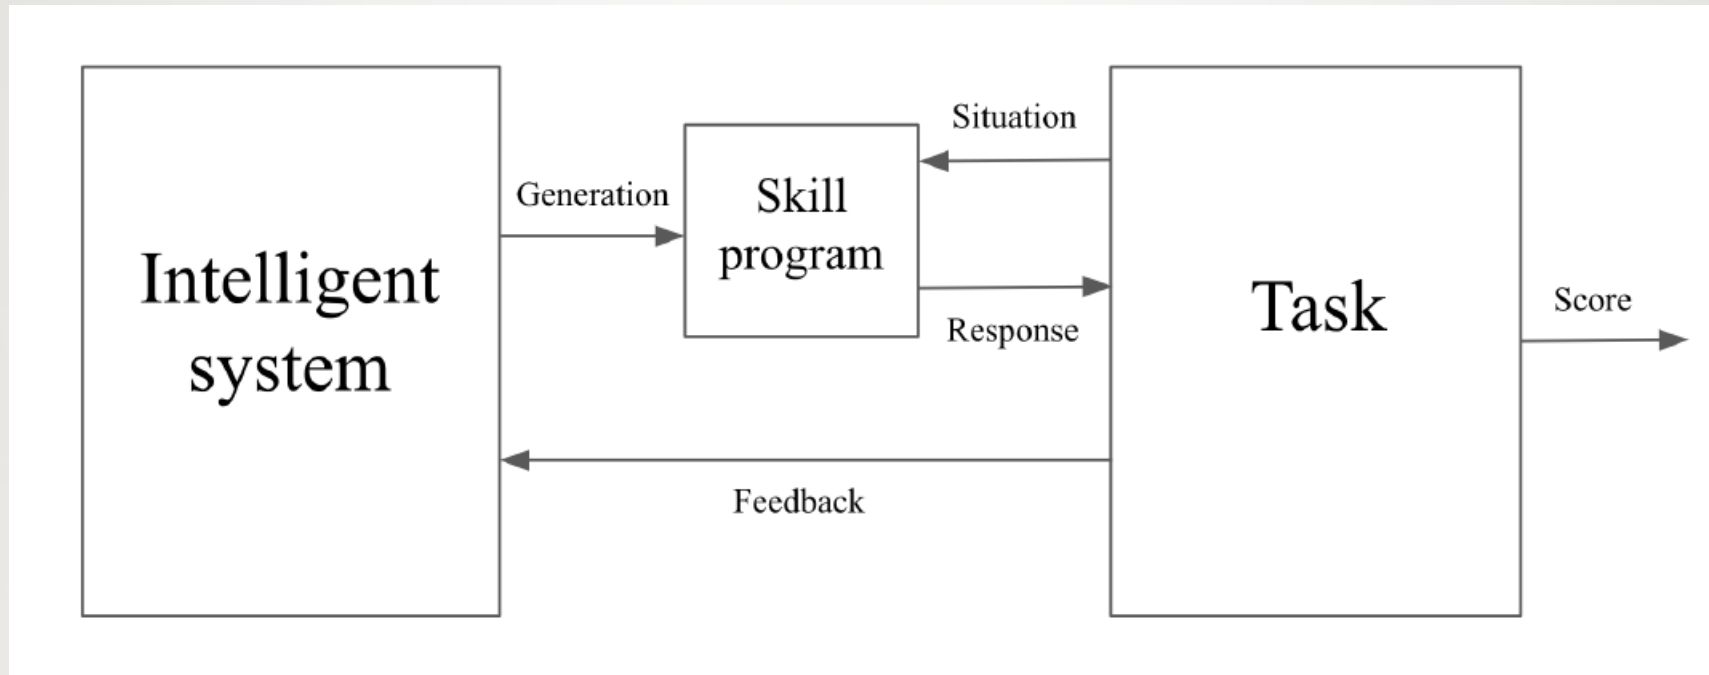 Intelligent
system
Generation
Skill
program
Situation
Response
Feedback
Task
Score